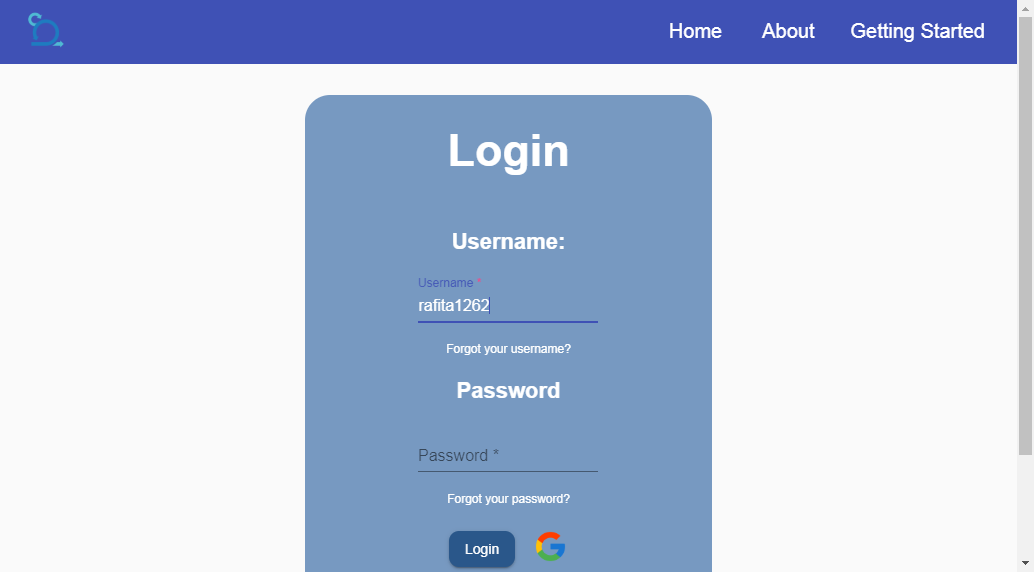 Home About Getting Started
Login
Username:
Username *
rafita1262
Forgot your username?
Password
Password *
Forgot your password?
Login